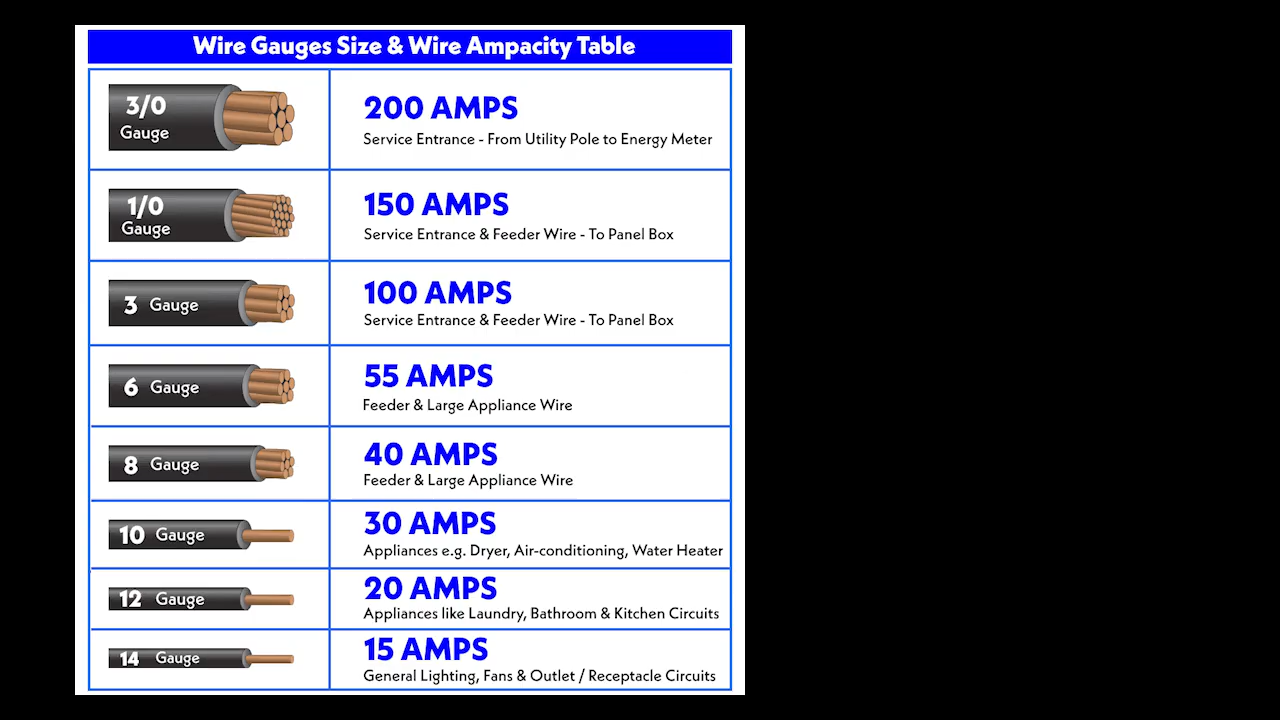 Wire Gauges Size & Wire Ampacity Table
3/0
Gauge
200 AMPS
Service Entrance - From Utility Pole to Energy Meter
1/0
Gauge
150 AMPS
Service Entrance & Feeder Wire - To Panel Box
3 Gauge
100 AMPS
Service Entrance & Feeder Wire - To Panel Box
6 Gauge
55 AMPS
Feeder & Large Appliance Wire
8 Gauge
40 AMPS
Feeder & Large Appliance Wire
10 Gauge
30 AMPS
Appliances e.g. Dryer, Air-conditioning, Water Heater
12 Gauge
20 AMPS
Appliances like Laundry, Bathroom & Kitchen Circuits
14 Gauge
15 AMPS
General Lighting, Fans & Outlet / Receptacle Circuits